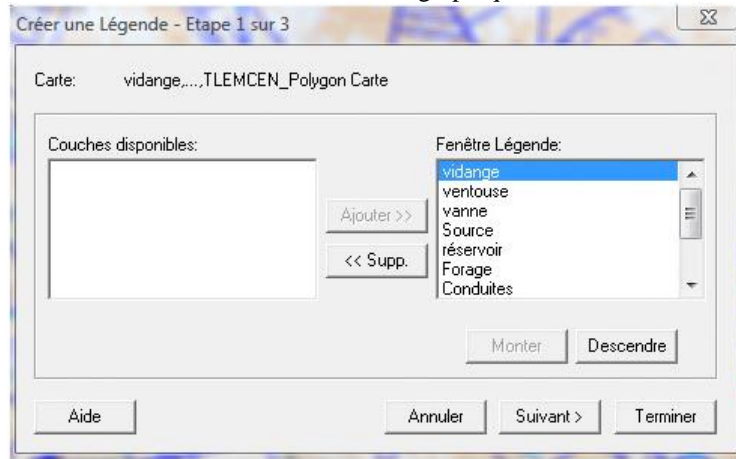 Créer une Légende - Etape 1 sur 3
Carte: vidange,...,TLEMCEN_Polygon Carte
Couches disponibles:
Fenêtre Légende:
vidange
ventouse
vanne
Source
réservoir
Forage
Conduites
Ajouter >>
<< Supp.
Monter
Descendre
Aide
Annuler
Suivant >
Terminer